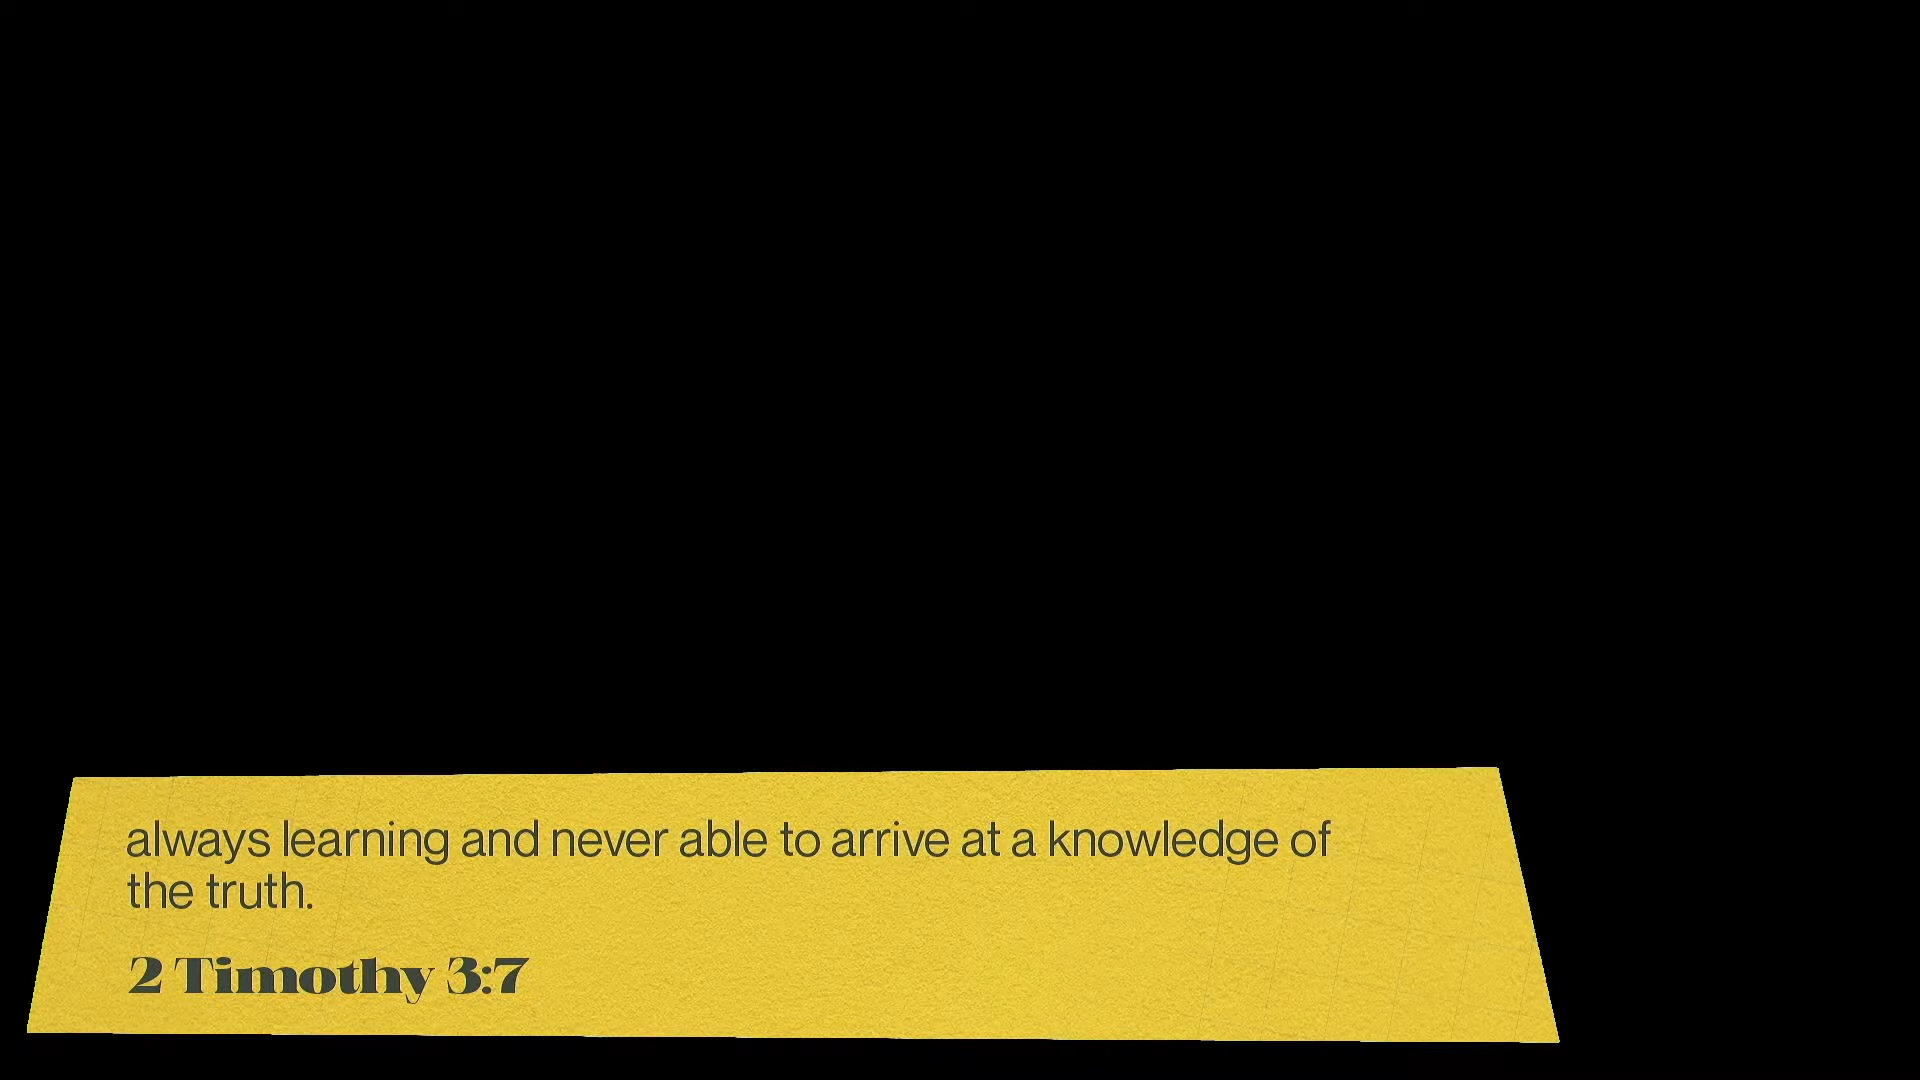 always learning and never able to arrive at a knowledge of
the truth.
2 Timothy 3:7